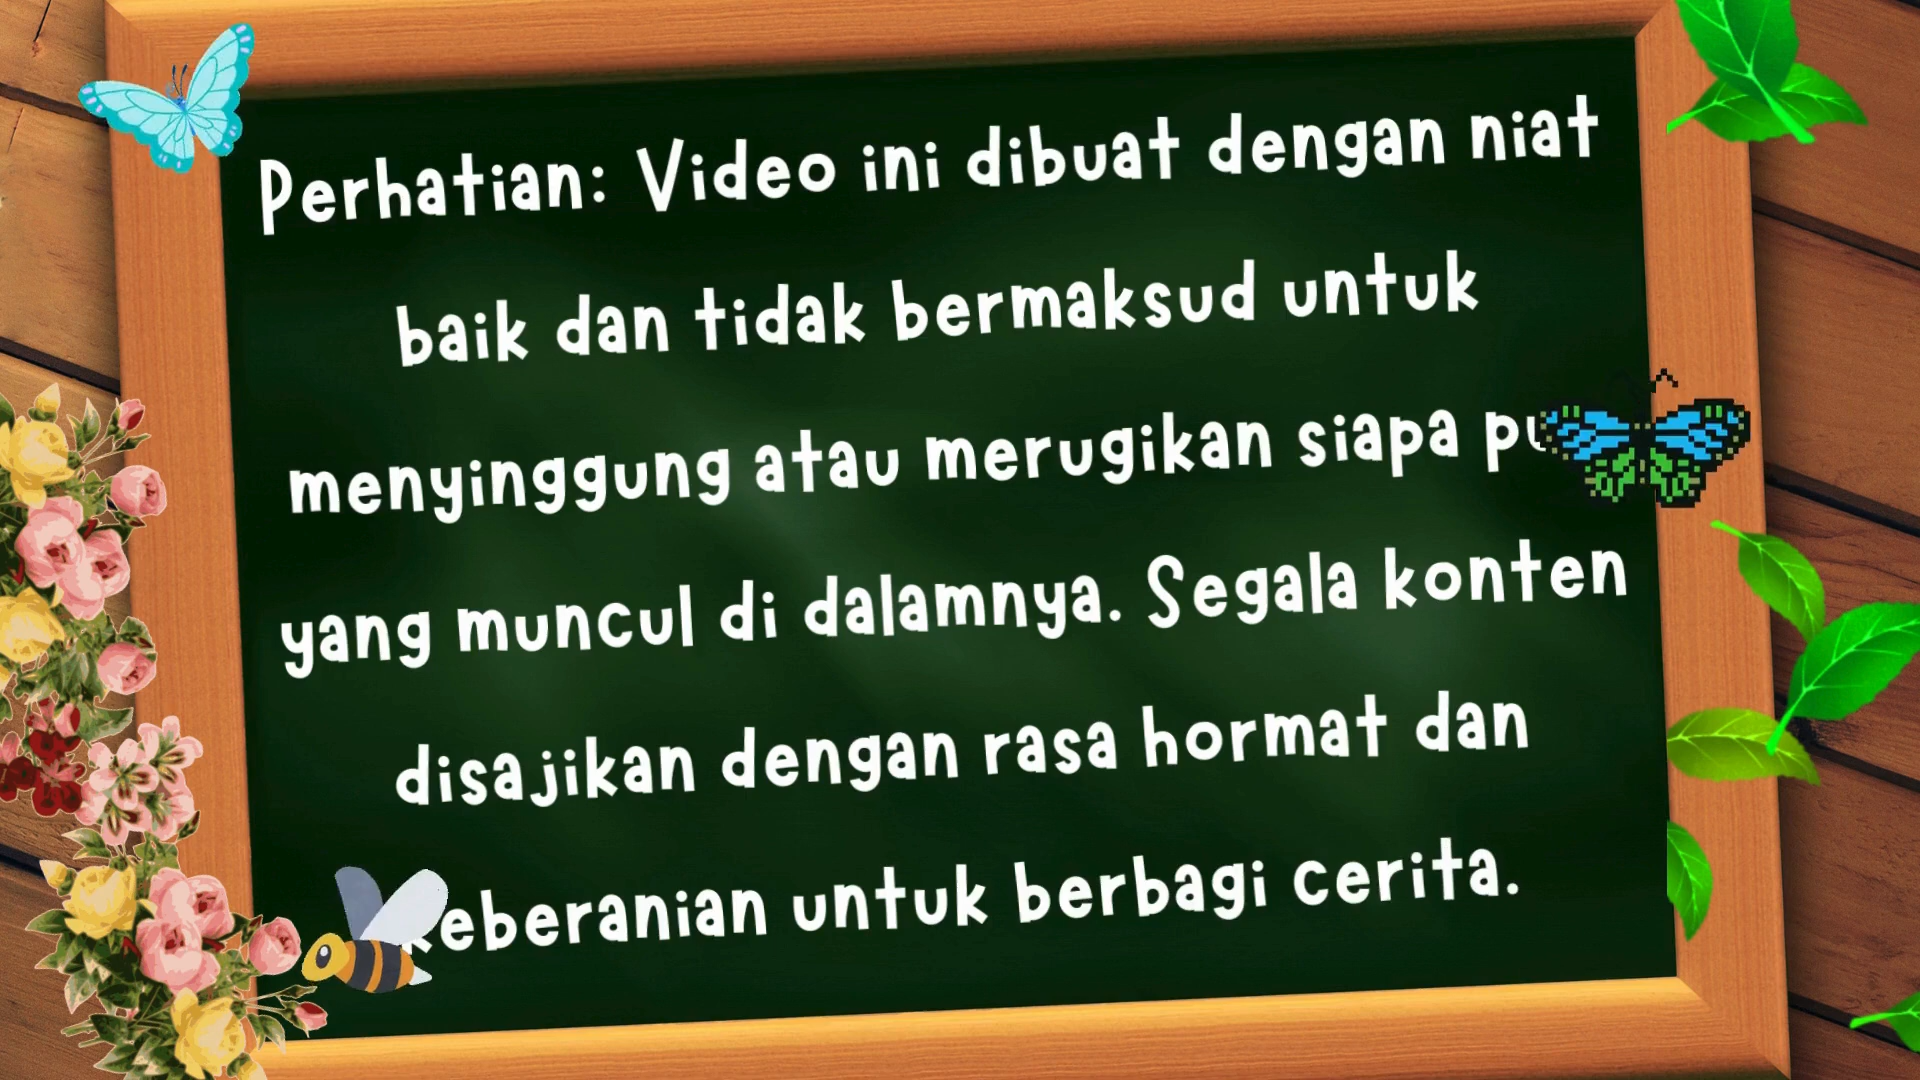 Perhatian: Video ini dibuat dengan niat
baik dan tidak bermaksud untuk
menyinggung atau merugikan siapa
yang muncul di dalamnya. Segala konten
disajikan dengan rasa hormat dan
keberanian untuk berbagi cerita.